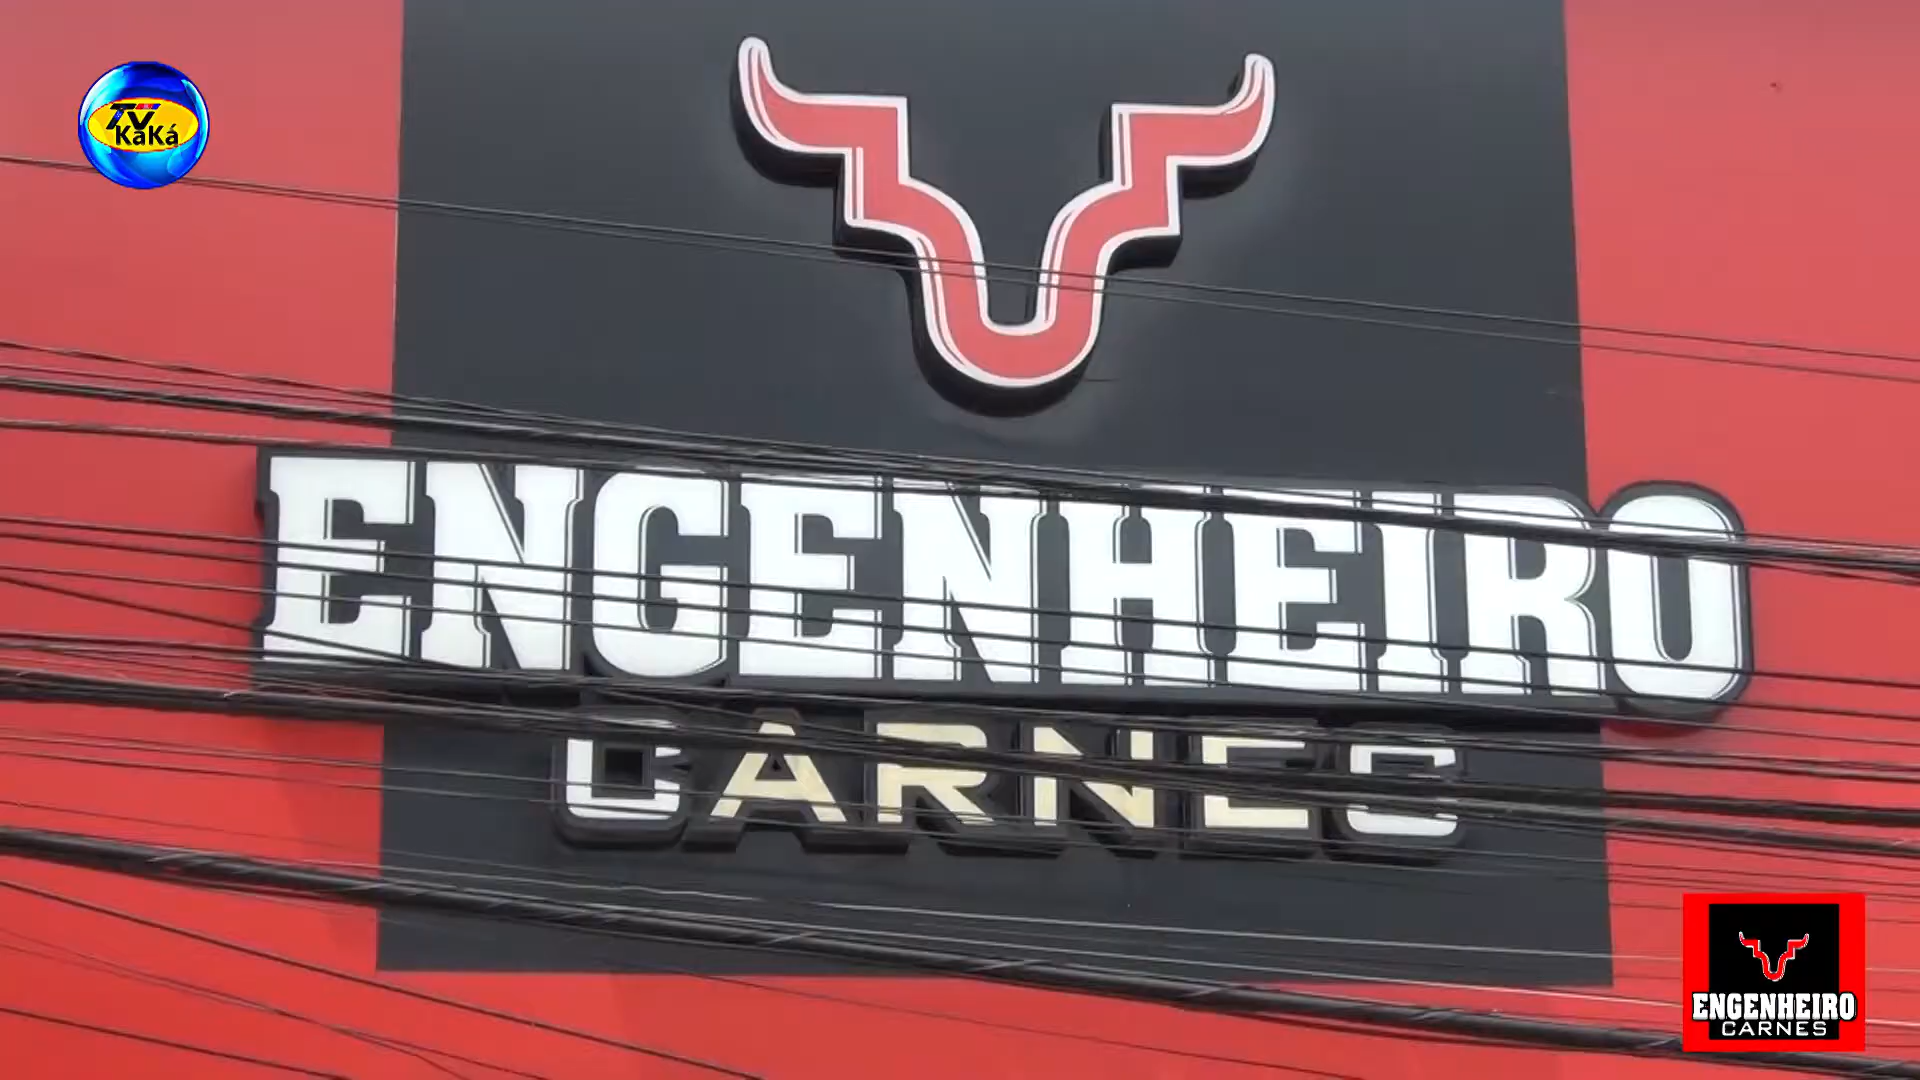 TV
KaKá
ENGENHEIRO
CARNES
ENGENHEIRO
CARNES